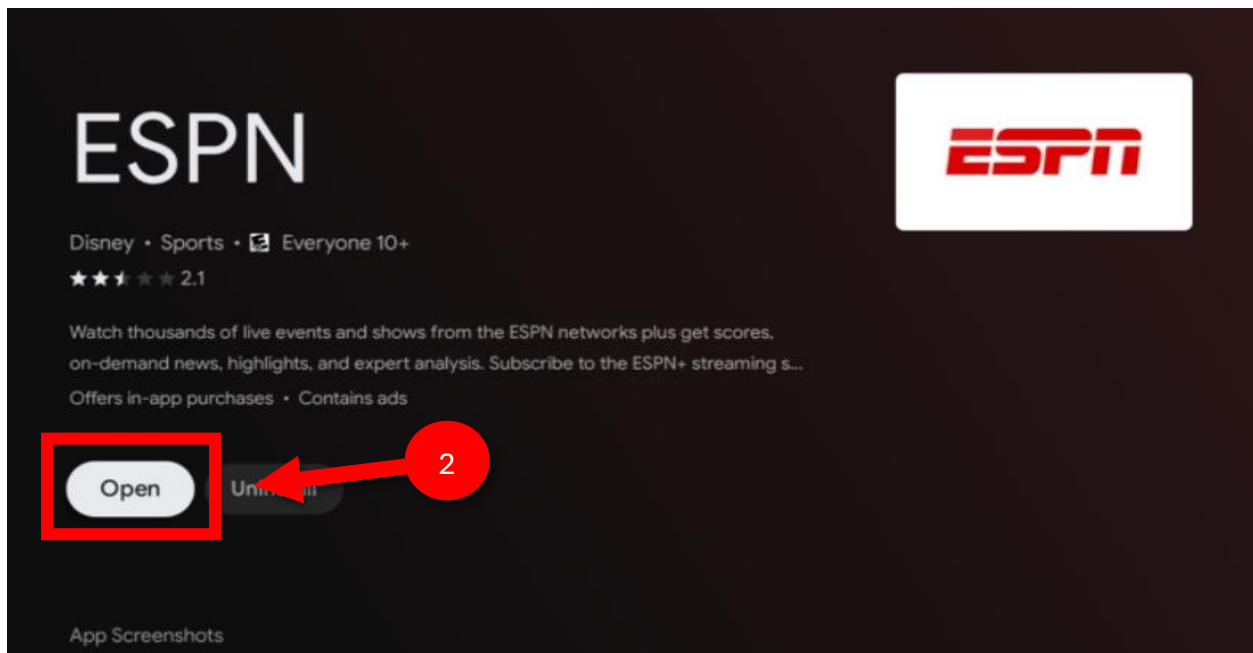 ESPN
ESPN
Disney • Sports • Everyone 10+
2.1
Watch thousands of live events and shows from the ESPN networks plus get scores,
on-demand news, highlights, and expert analysis. Subscribe to the ESPN+ streaming s...
Offers in-app purchases • Contains ads
2
Open
App Screenshots